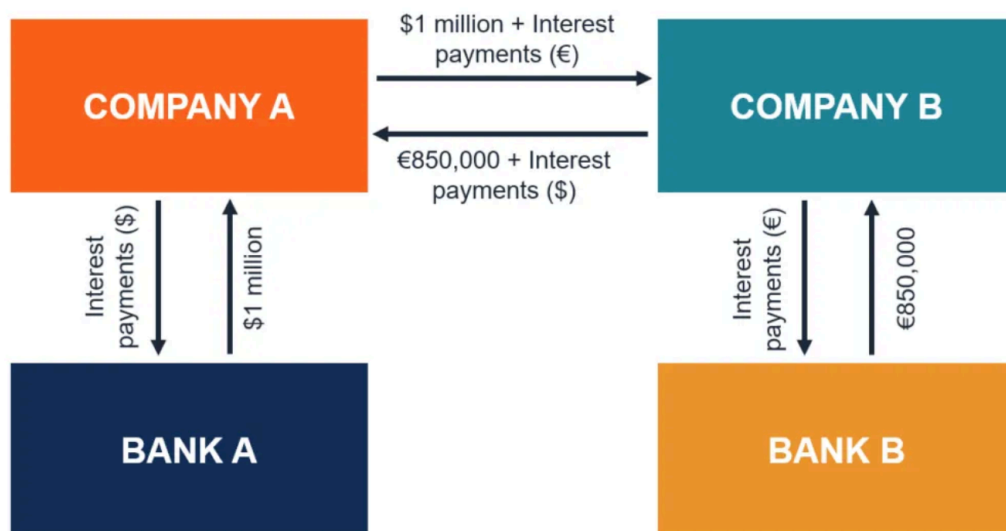 $1 million + Interest
payments (€)
COMPANY A
COMPANY B
€850,000 + Interest
payments ($)
Interest
payments ($)
$1 million
Interest
payments (€)
€850,000
BANK A
BANK B